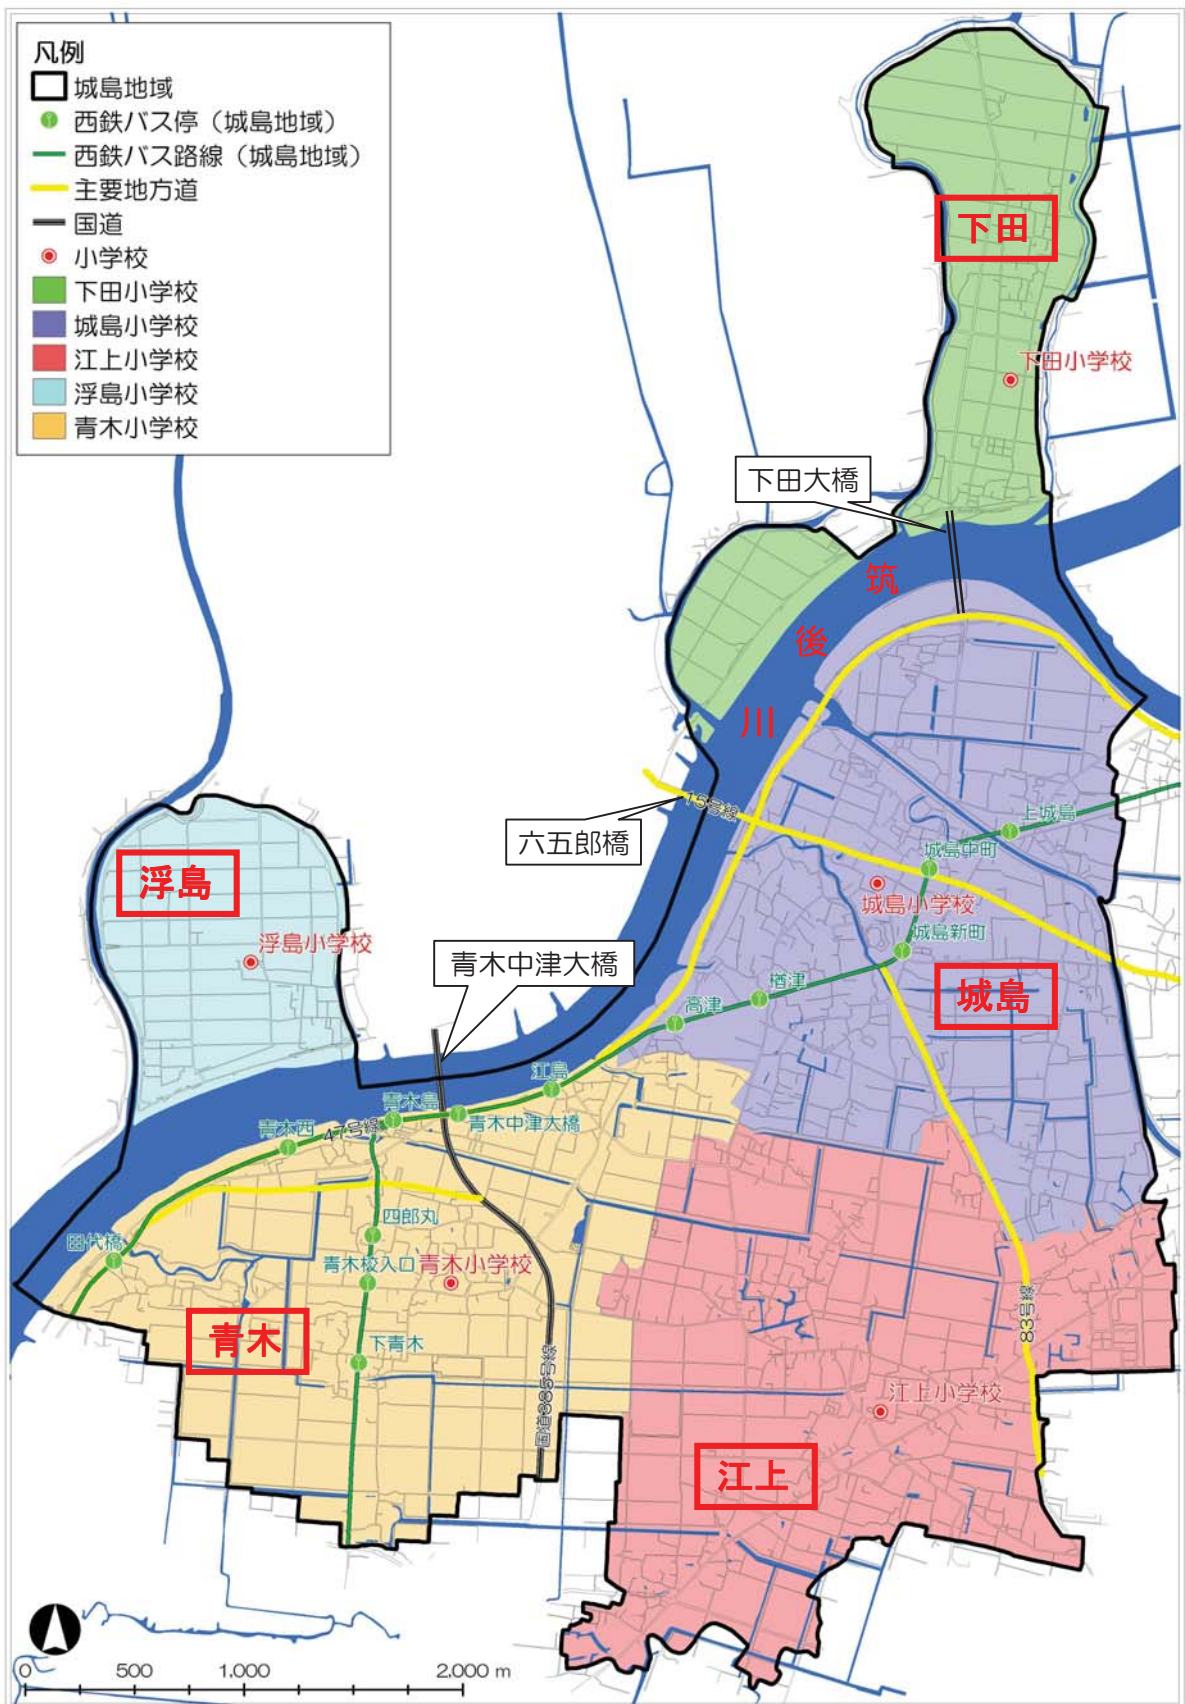 凡例
城島地域
西鉄バス停（城島地域）
西鉄バス路線（城島地域）
主要地方道
国道
小学校
下田小学校
城島小学校
江上小学校
浮島小学校
青木小学校
下田
下田小学校
下田大橋
筑
後
川
15号線
六五郎橋
上城島
城島中町
城島小学校
城島新町
浮島
浮島小学校
青木中津大橋
城島
楢津
高津
江島
青木島
青木中津大橋
青木西
47号線
四郎丸
田代橋
青木校入口
青木小学校
83号線
青木
下青木
国道385号線
江上小学校
江上
0 500 1,000 2,000 m